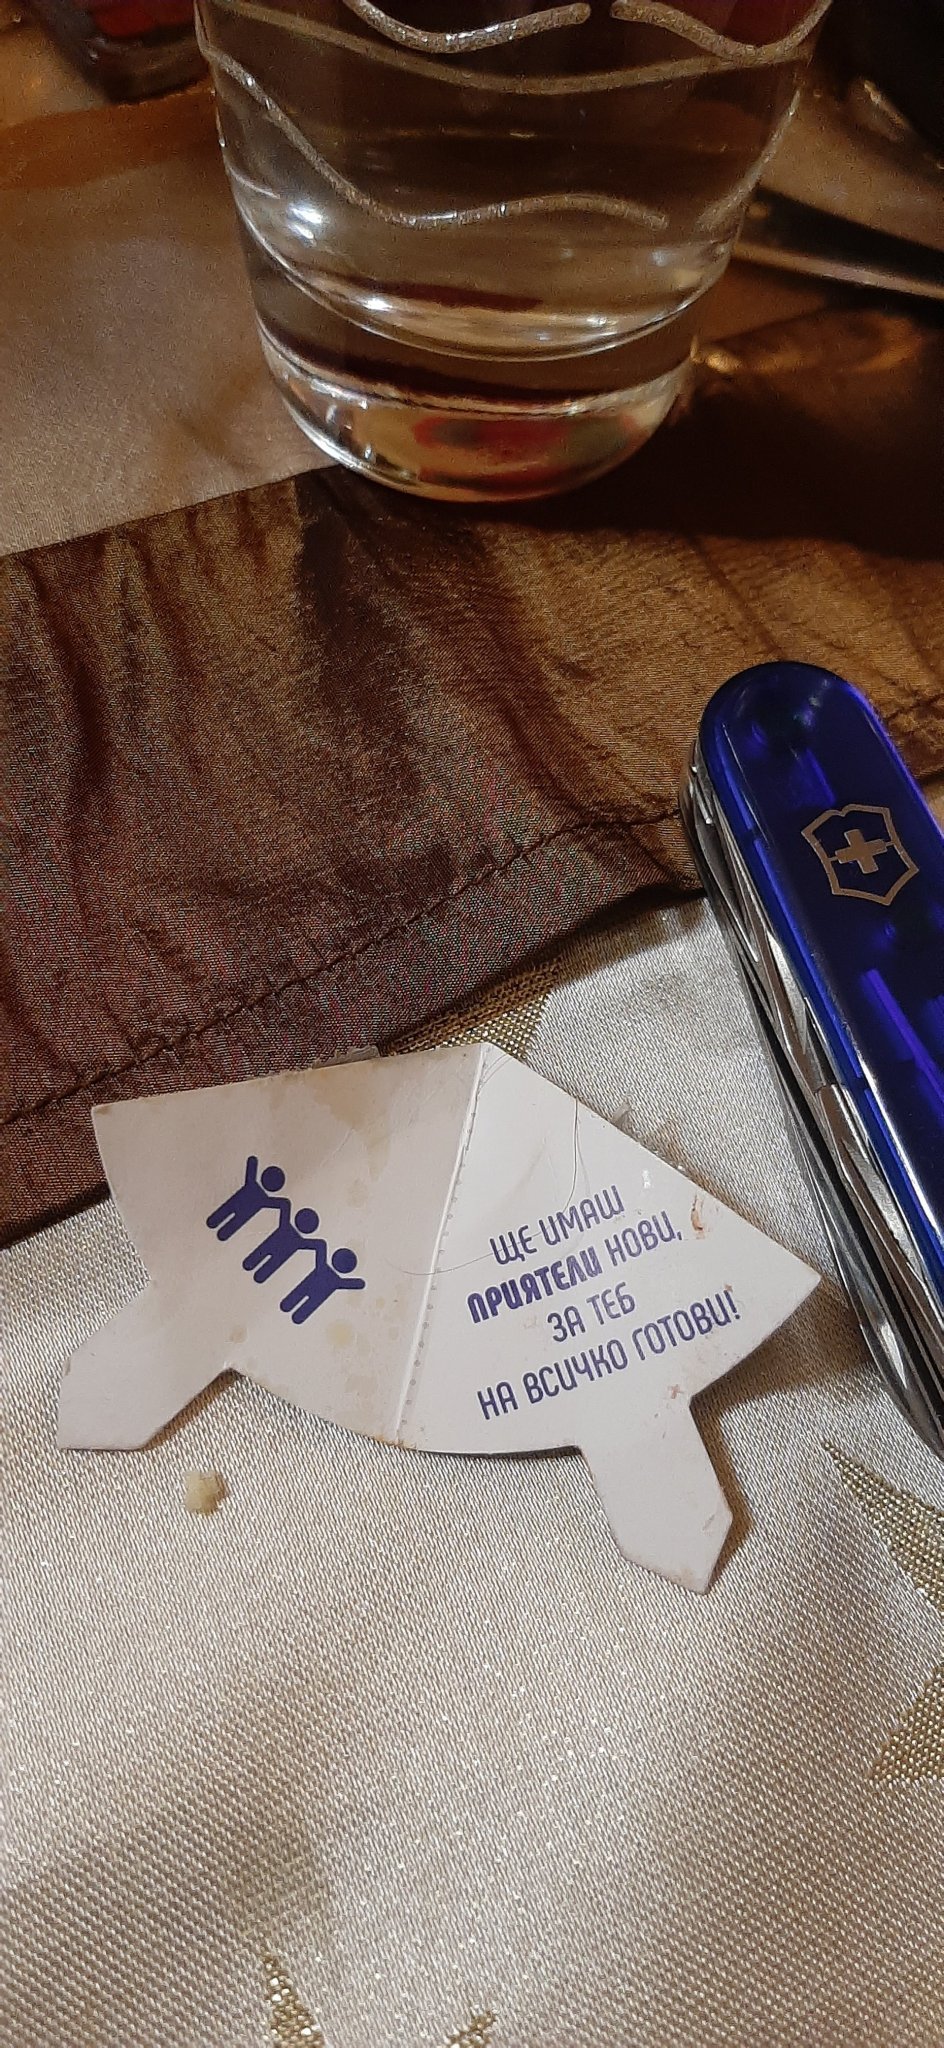 ЩЕ ИМАШ
ПРИЯТЕЛИ НОВИ,
ЗА ТЕБ
НА ВСИЧКО ГОТОВИ!